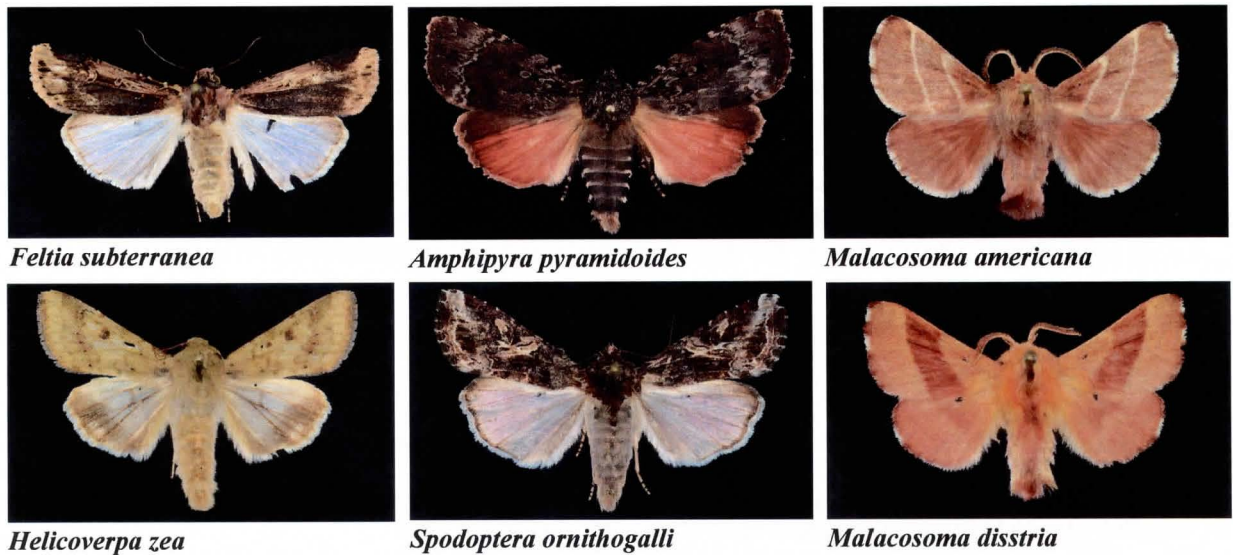 Feltia subterranea
Amphipyra pyramidoides
Malacosoma americana
Helicoverpa zea
Spodoptera ornithogalli
Malacosoma disstria